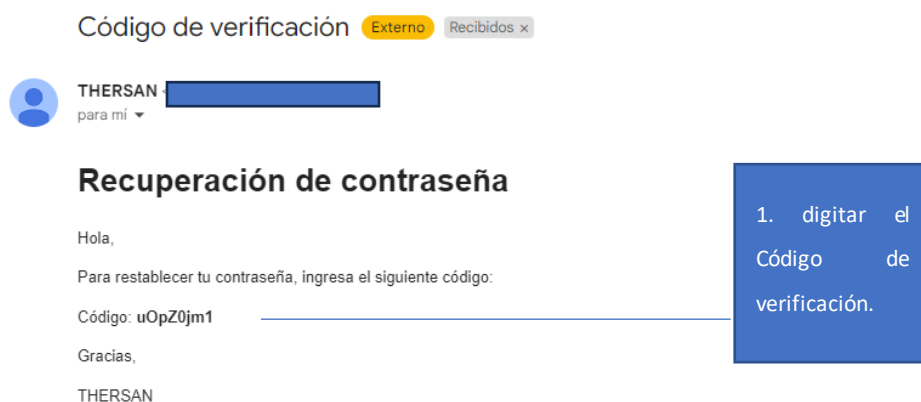 Código de verificación Externo Recibidos x
THERSAN
para mí
Recuperación de contraseña
Hola,
Para restablecer tu contraseña, ingresa el siguiente código:
Código: uOpZ0jm1
Gracias,
THERSAN
1. digitar el
Código de
verificación.